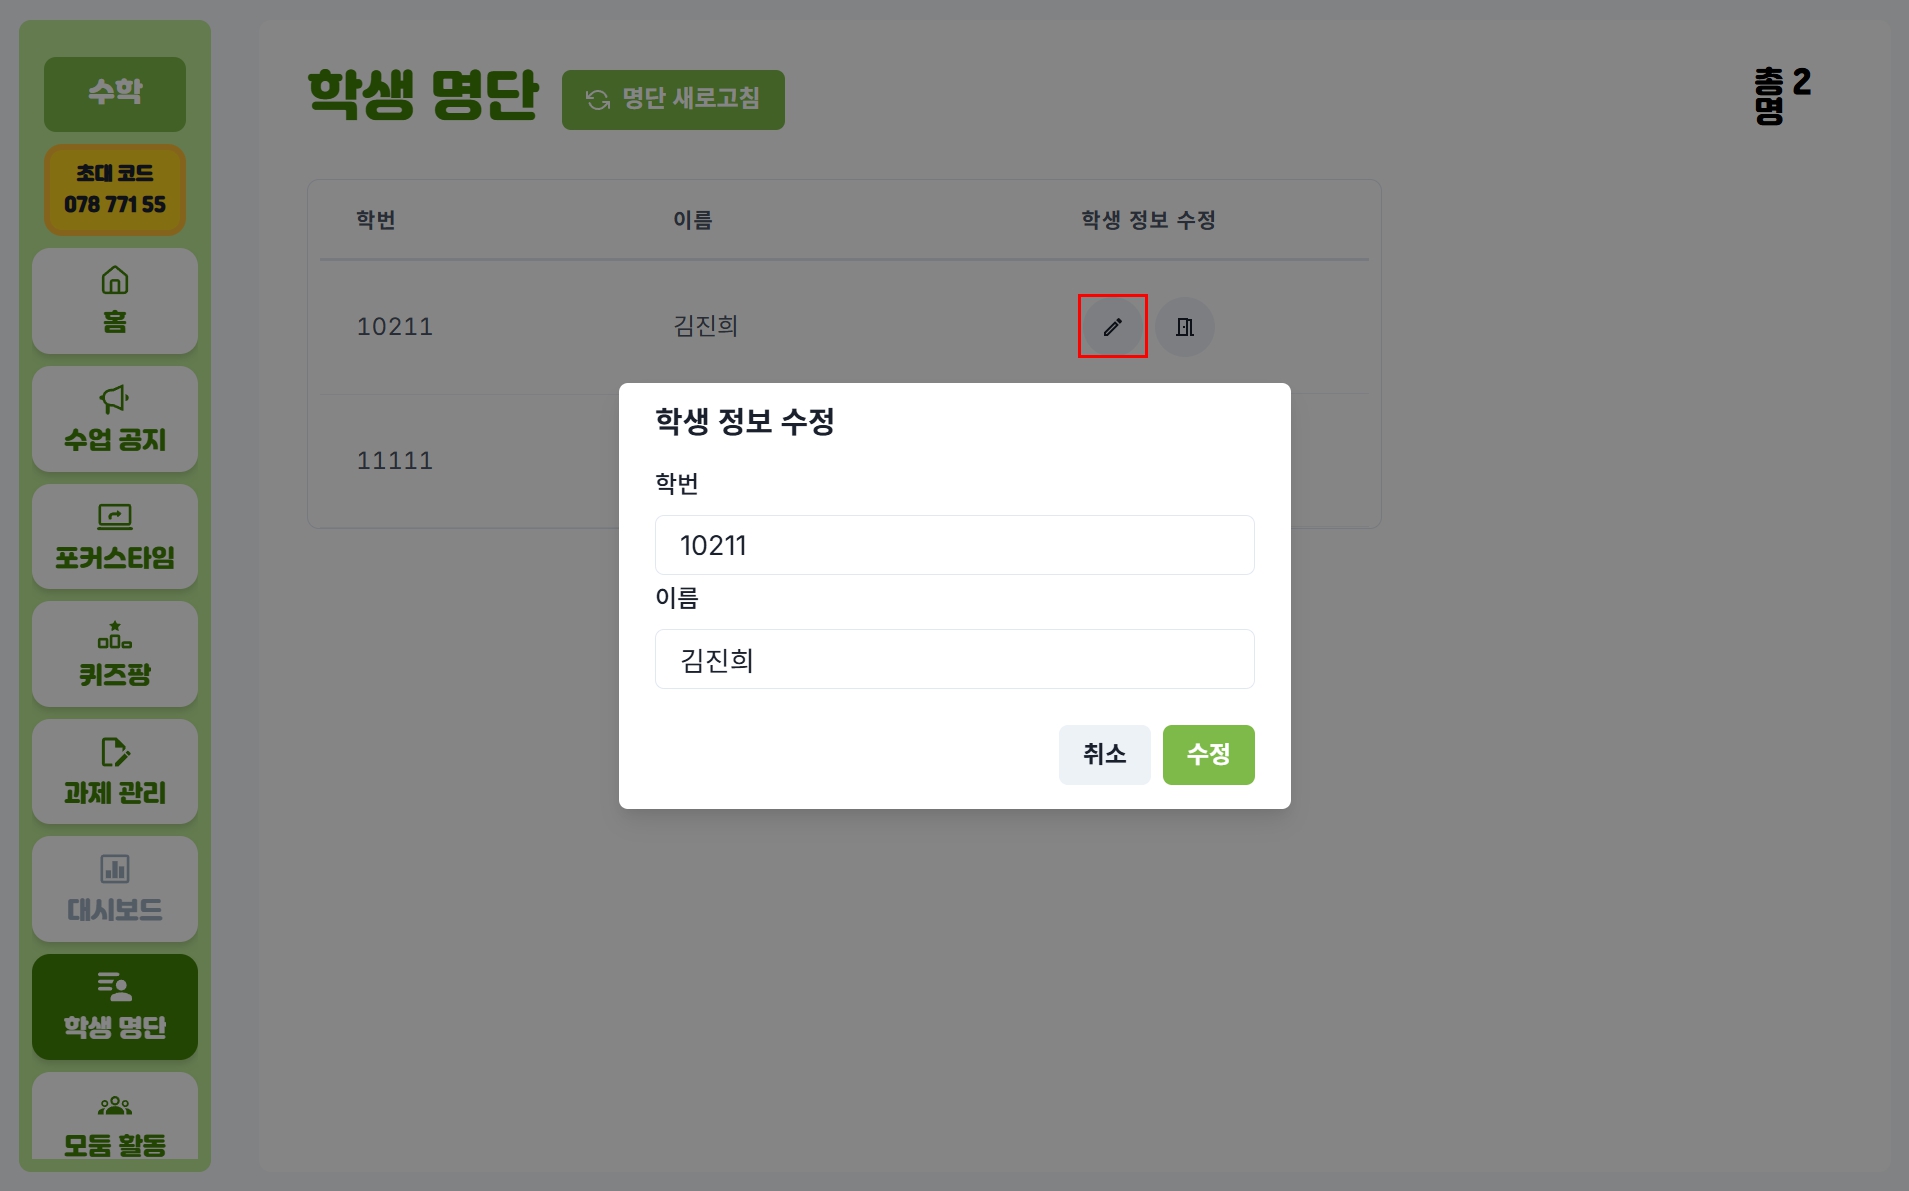 수학
초대 코드
078 771 55
홈
수업 공지
포커스타임
퀴즈팡
과제 관리
대시보드
학생 명단
모둠 활동
학생 명단
명단 새로고침
총 2
명
학번 이름 학생 정보 수정
10211 김진희
11111
학생 정보 수정
학번
10211
이름
김진희
취소 수정